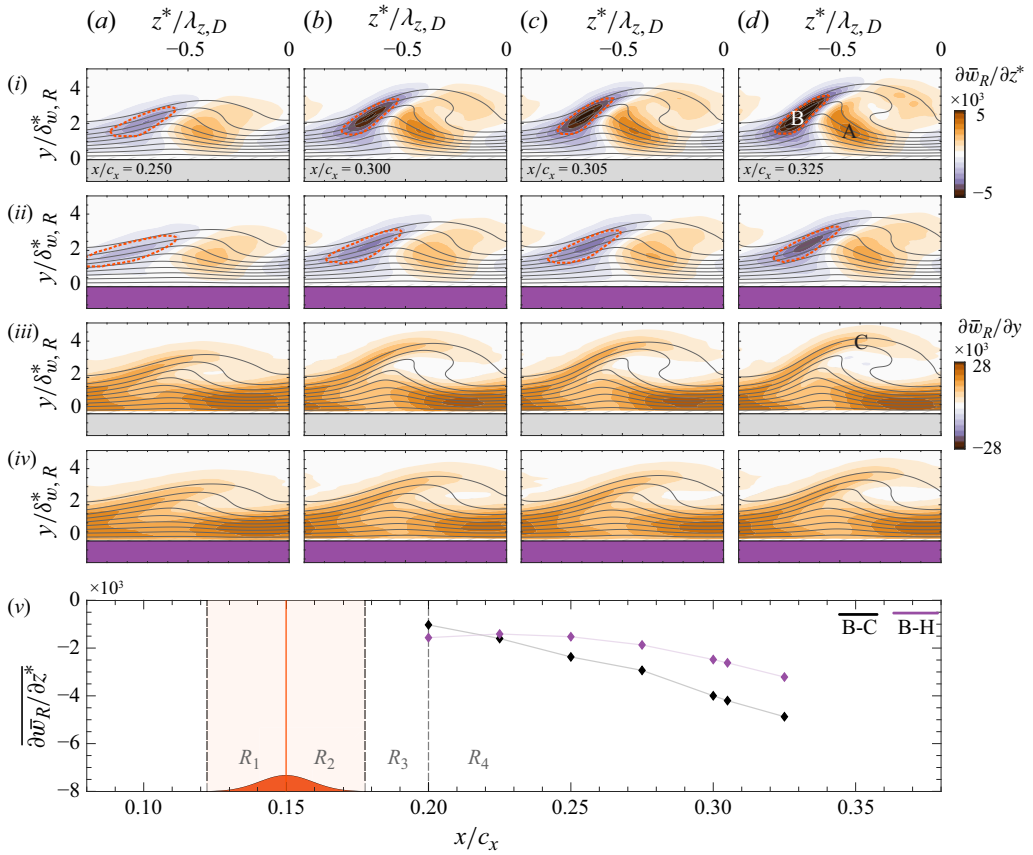 (a) z*/λz,D (b) z*/λz,D (c) z*/λz,D (d) z*/λz,D
−0.5 0 −0.5 0 −0.5 0 −0.5 0
(i) ∂w̄R/∂z*
×10³
y/δ*w, R 4 2 0 5 −5
B A
x/cx = 0.250 x/cx = 0.300 x/cx = 0.305 x/cx = 0.325
(ii)
y/δ*w, R 4 2 0
(iii) C ∂w̄R/∂y
×10³
y/δ*w, R 4 2 0 28 −28
(iv)
y/δ*w, R 4 2 0
(v) ×10³
∂w̄R/∂z* 0 −2 −4 −6 −8
B-C B-H
R1 R2 R3 R4
0.10 0.15 0.20 0.25 0.30 0.35
x/cx